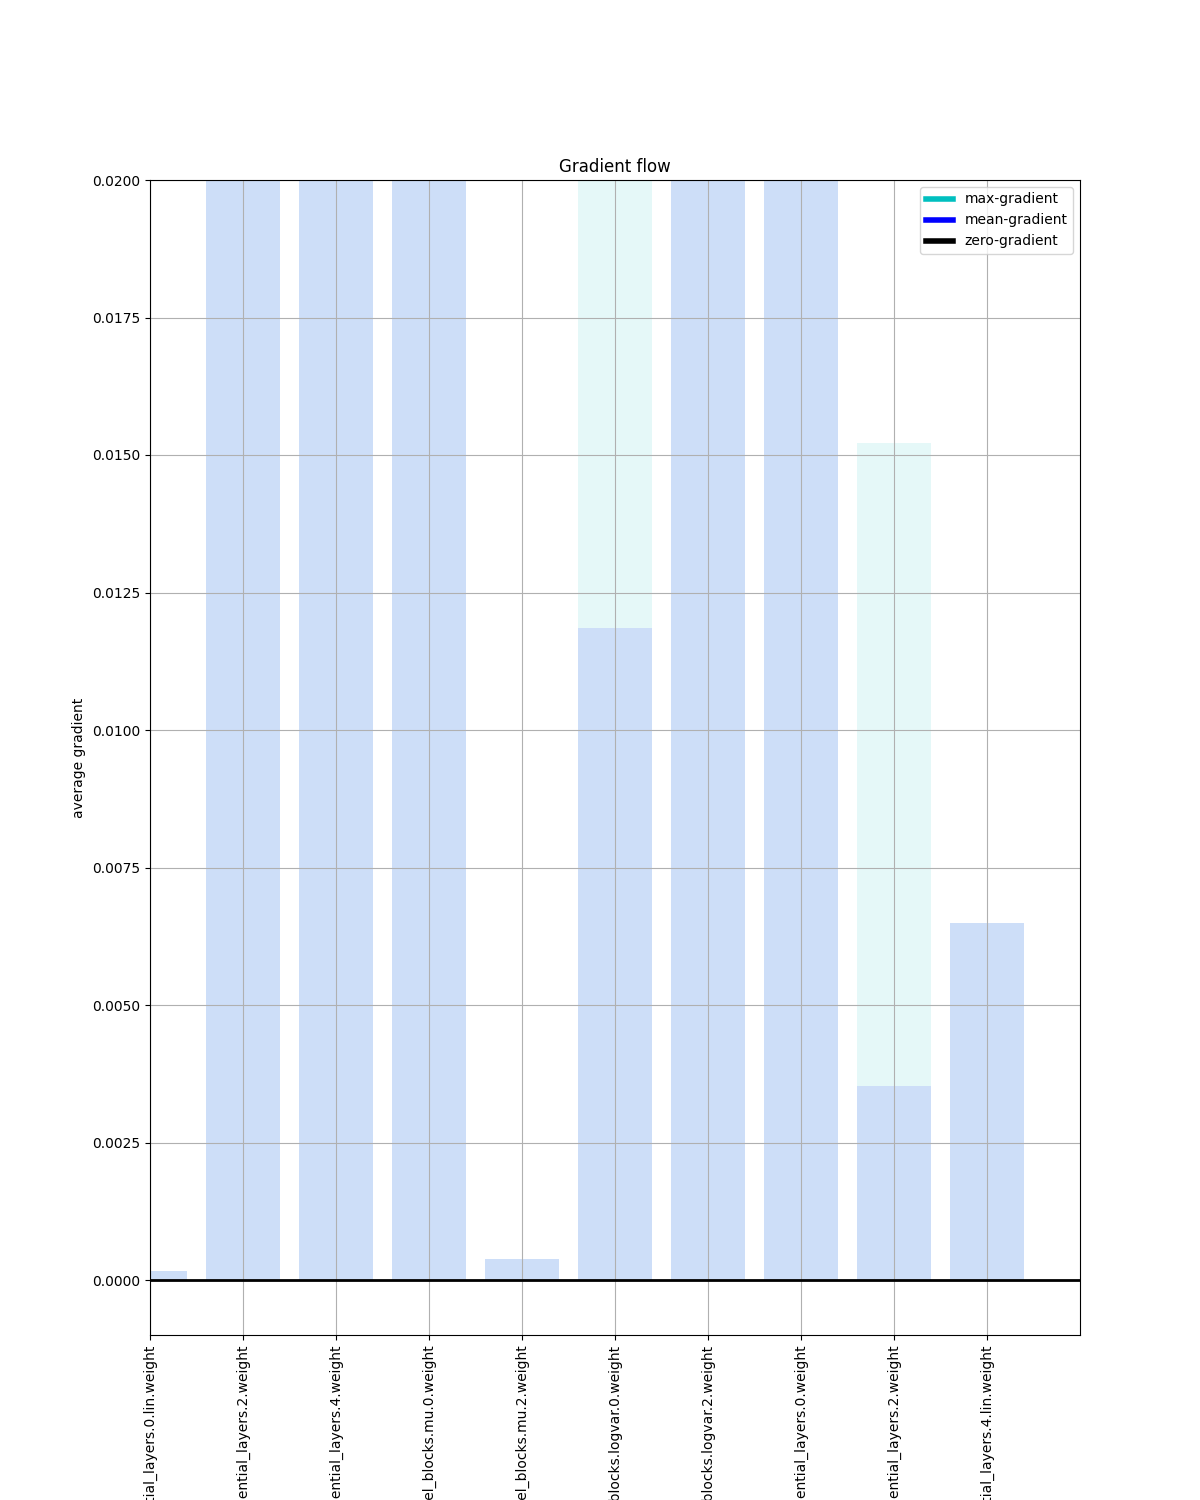 Gradient flow
max-gradient
mean-gradient
zero-gradient
0.0200
0.0175
0.0150
0.0125
0.0100
0.0075
0.0050
0.0025
0.0000
average gradient
tial_layers.0.lin.weight
ential_layers.2.weight
ential_layers.4.weight
el_blocks.mu.0.weight
el_blocks.mu.2.weight
blocks.logvar.0.weight
blocks.logvar.2.weight
ential_layers.0.weight
ential_layers.2.weight
tial_layers.4.lin.weight